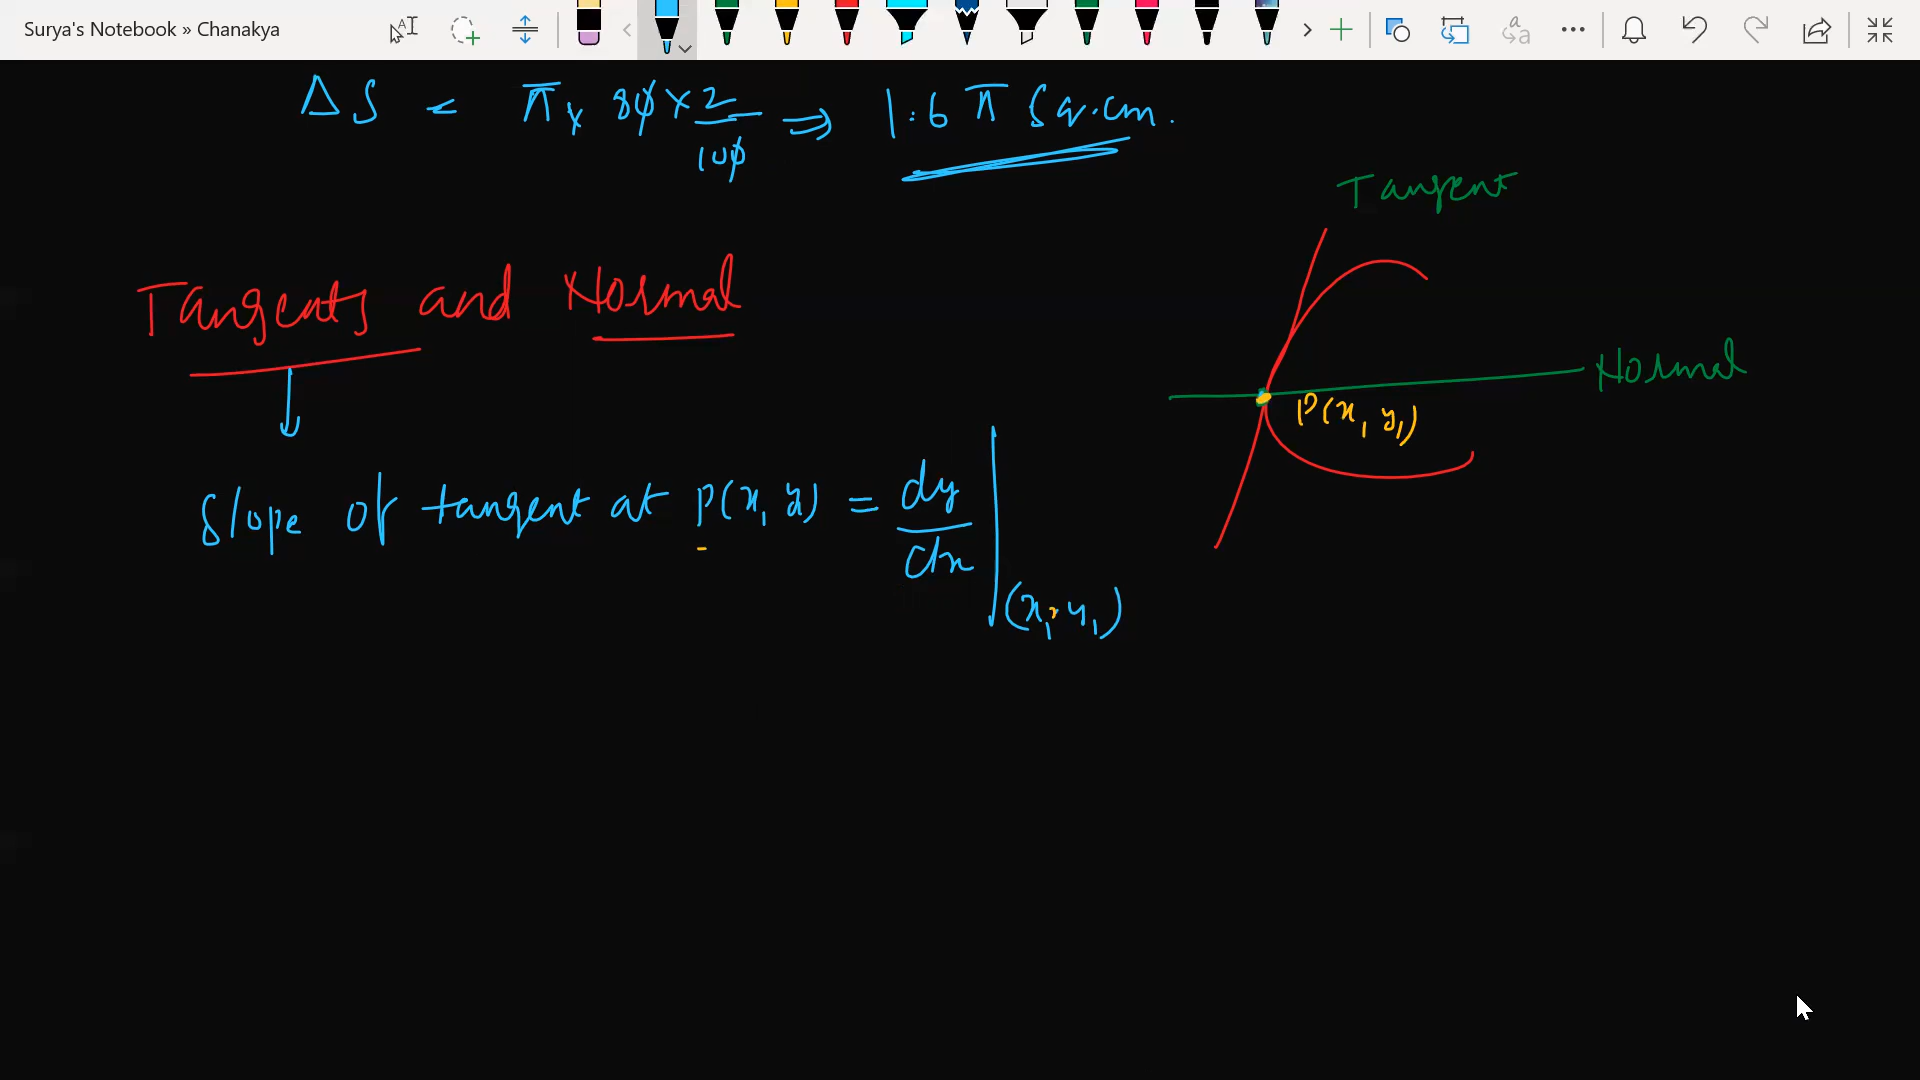 Surya's Notebook » Chanakya
ΔS = π × 80 × 2/100 ⇒ 1.6 π Sq.cm.
Tangent
Tangents and Normal
Normal
P(x₁ y₁)
Slope of tangent at P(x, y) = dy/dx |(x₁, y₁)